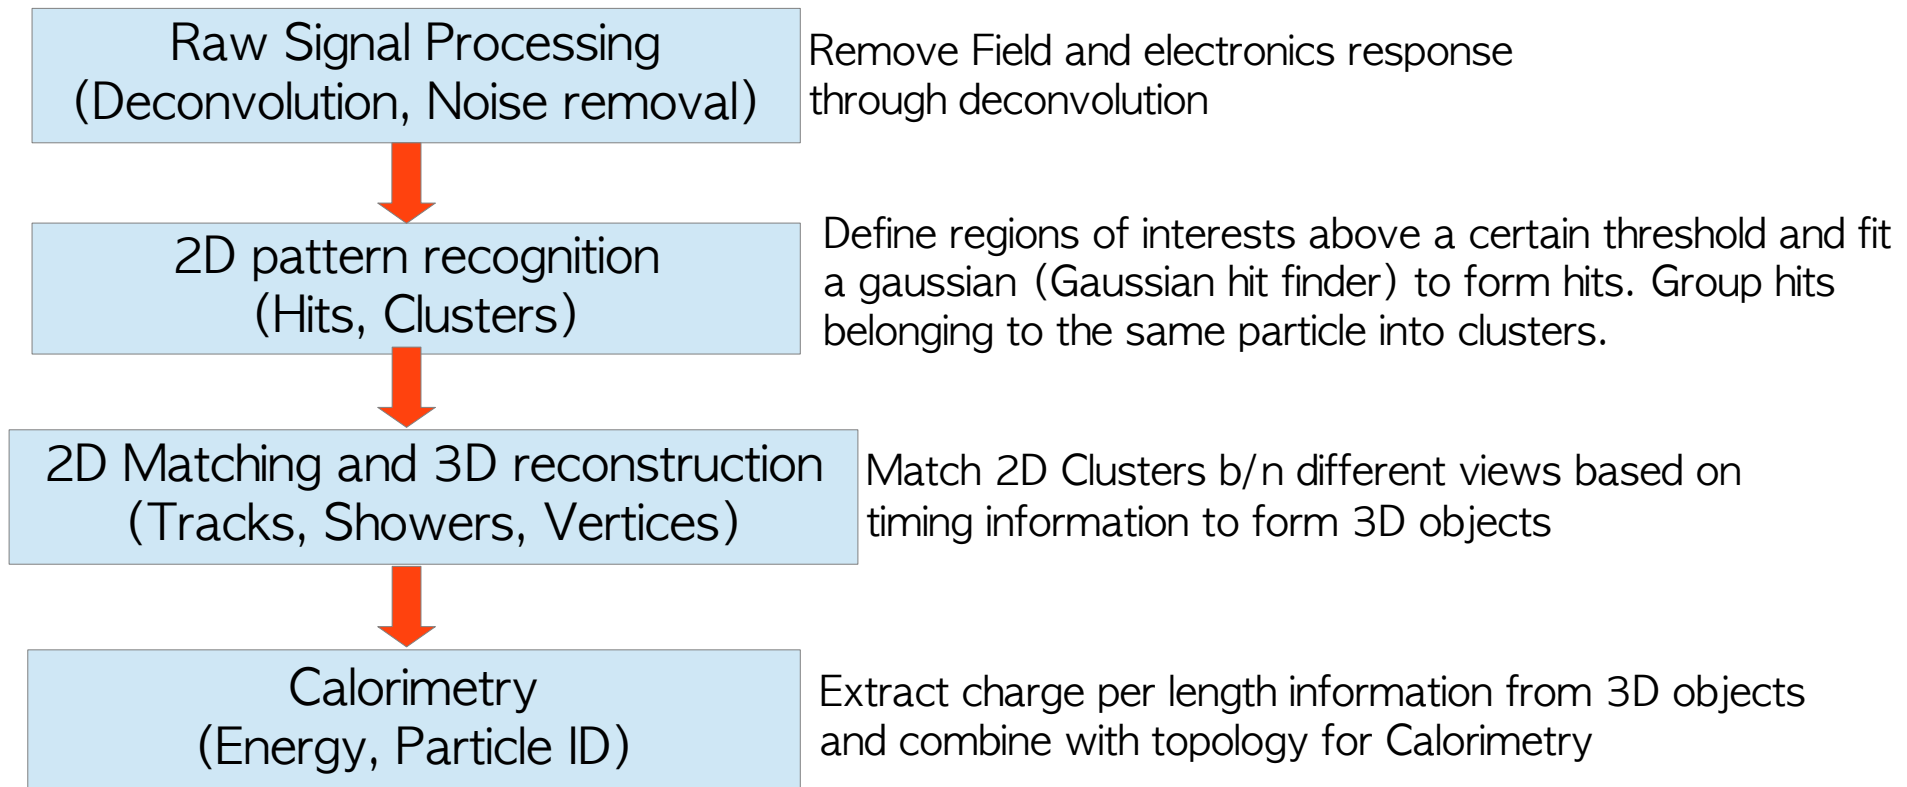 Raw Signal Processing
(Deconvolution, Noise removal)
Remove Field and electronics response
through deconvolution
2D pattern recognition
(Hits, Clusters)
Define regions of interests above a certain threshold and fit
a gaussian (Gaussian hit finder) to form hits. Group hits
belonging to the same particle into clusters.
2D Matching and 3D reconstruction
(Tracks, Showers, Vertices)
Match 2D Clusters b/n different views based on
timing information to form 3D objects
Calorimetry
(Energy, Particle ID)
Extract charge per length information from 3D objects
and combine with topology for Calorimetry